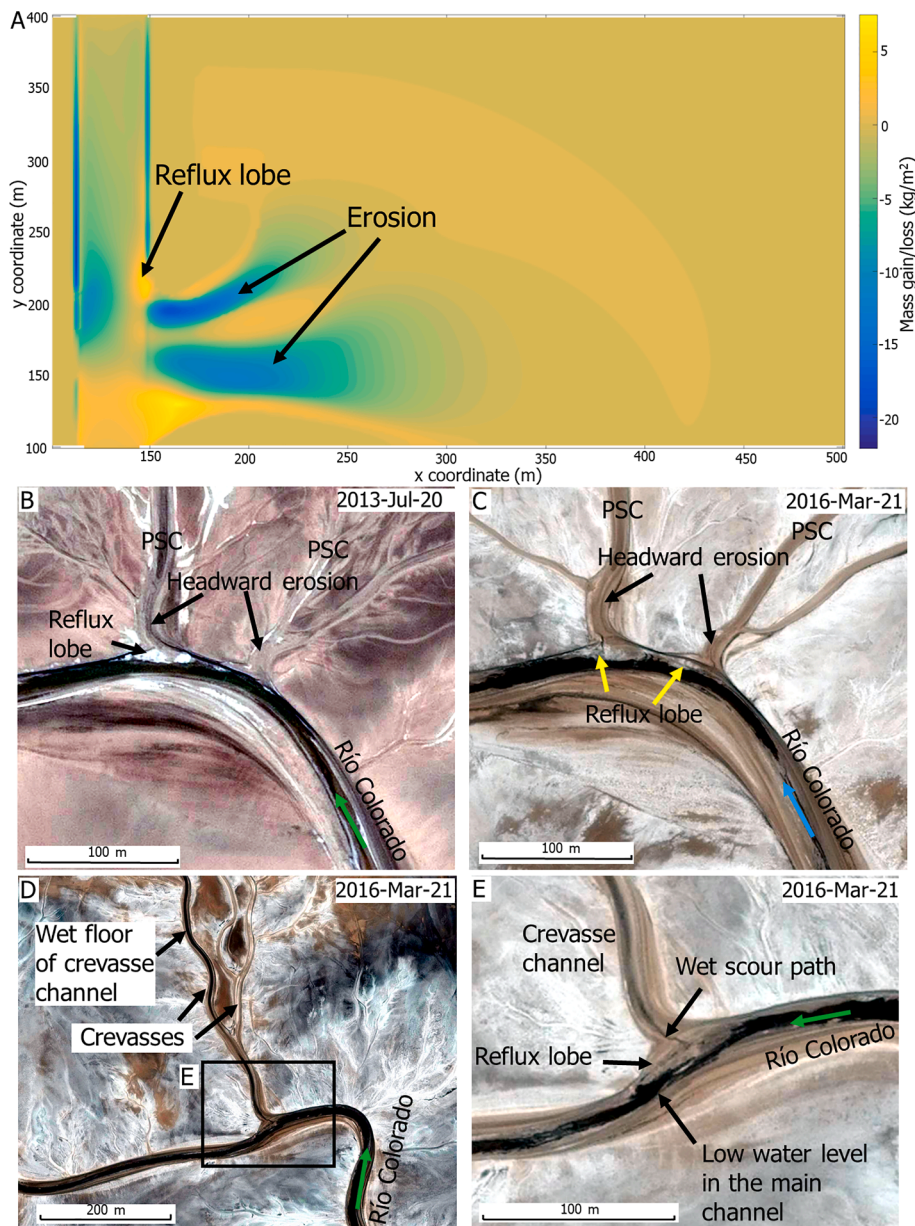 A
400
350
300
250
200
150
100
y coordinate (m)
Reflux lobe
Erosion
150
200
250
300
350
400
450
500
x coordinate (m)
5
0
-5
-10
-15
-20
Mass gain/loss (kg/m²)
B
2013-Jul-20
PSC
PSC
Headward erosion
Reflux
lobe
Río Colorado
100 m
C
2016-Mar-21
PSC
PSC
Headward erosion
Reflux lobe
Río Colorado
100 m
D
2016-Mar-21
Wet floor
of crevasse
channel
Crevasses
E
Río Colorado
200 m
E
2016-Mar-21
Crevasse
channel
Wet scour path
Reflux lobe
Río Colorado
Low water level
in the main
channel
100 m